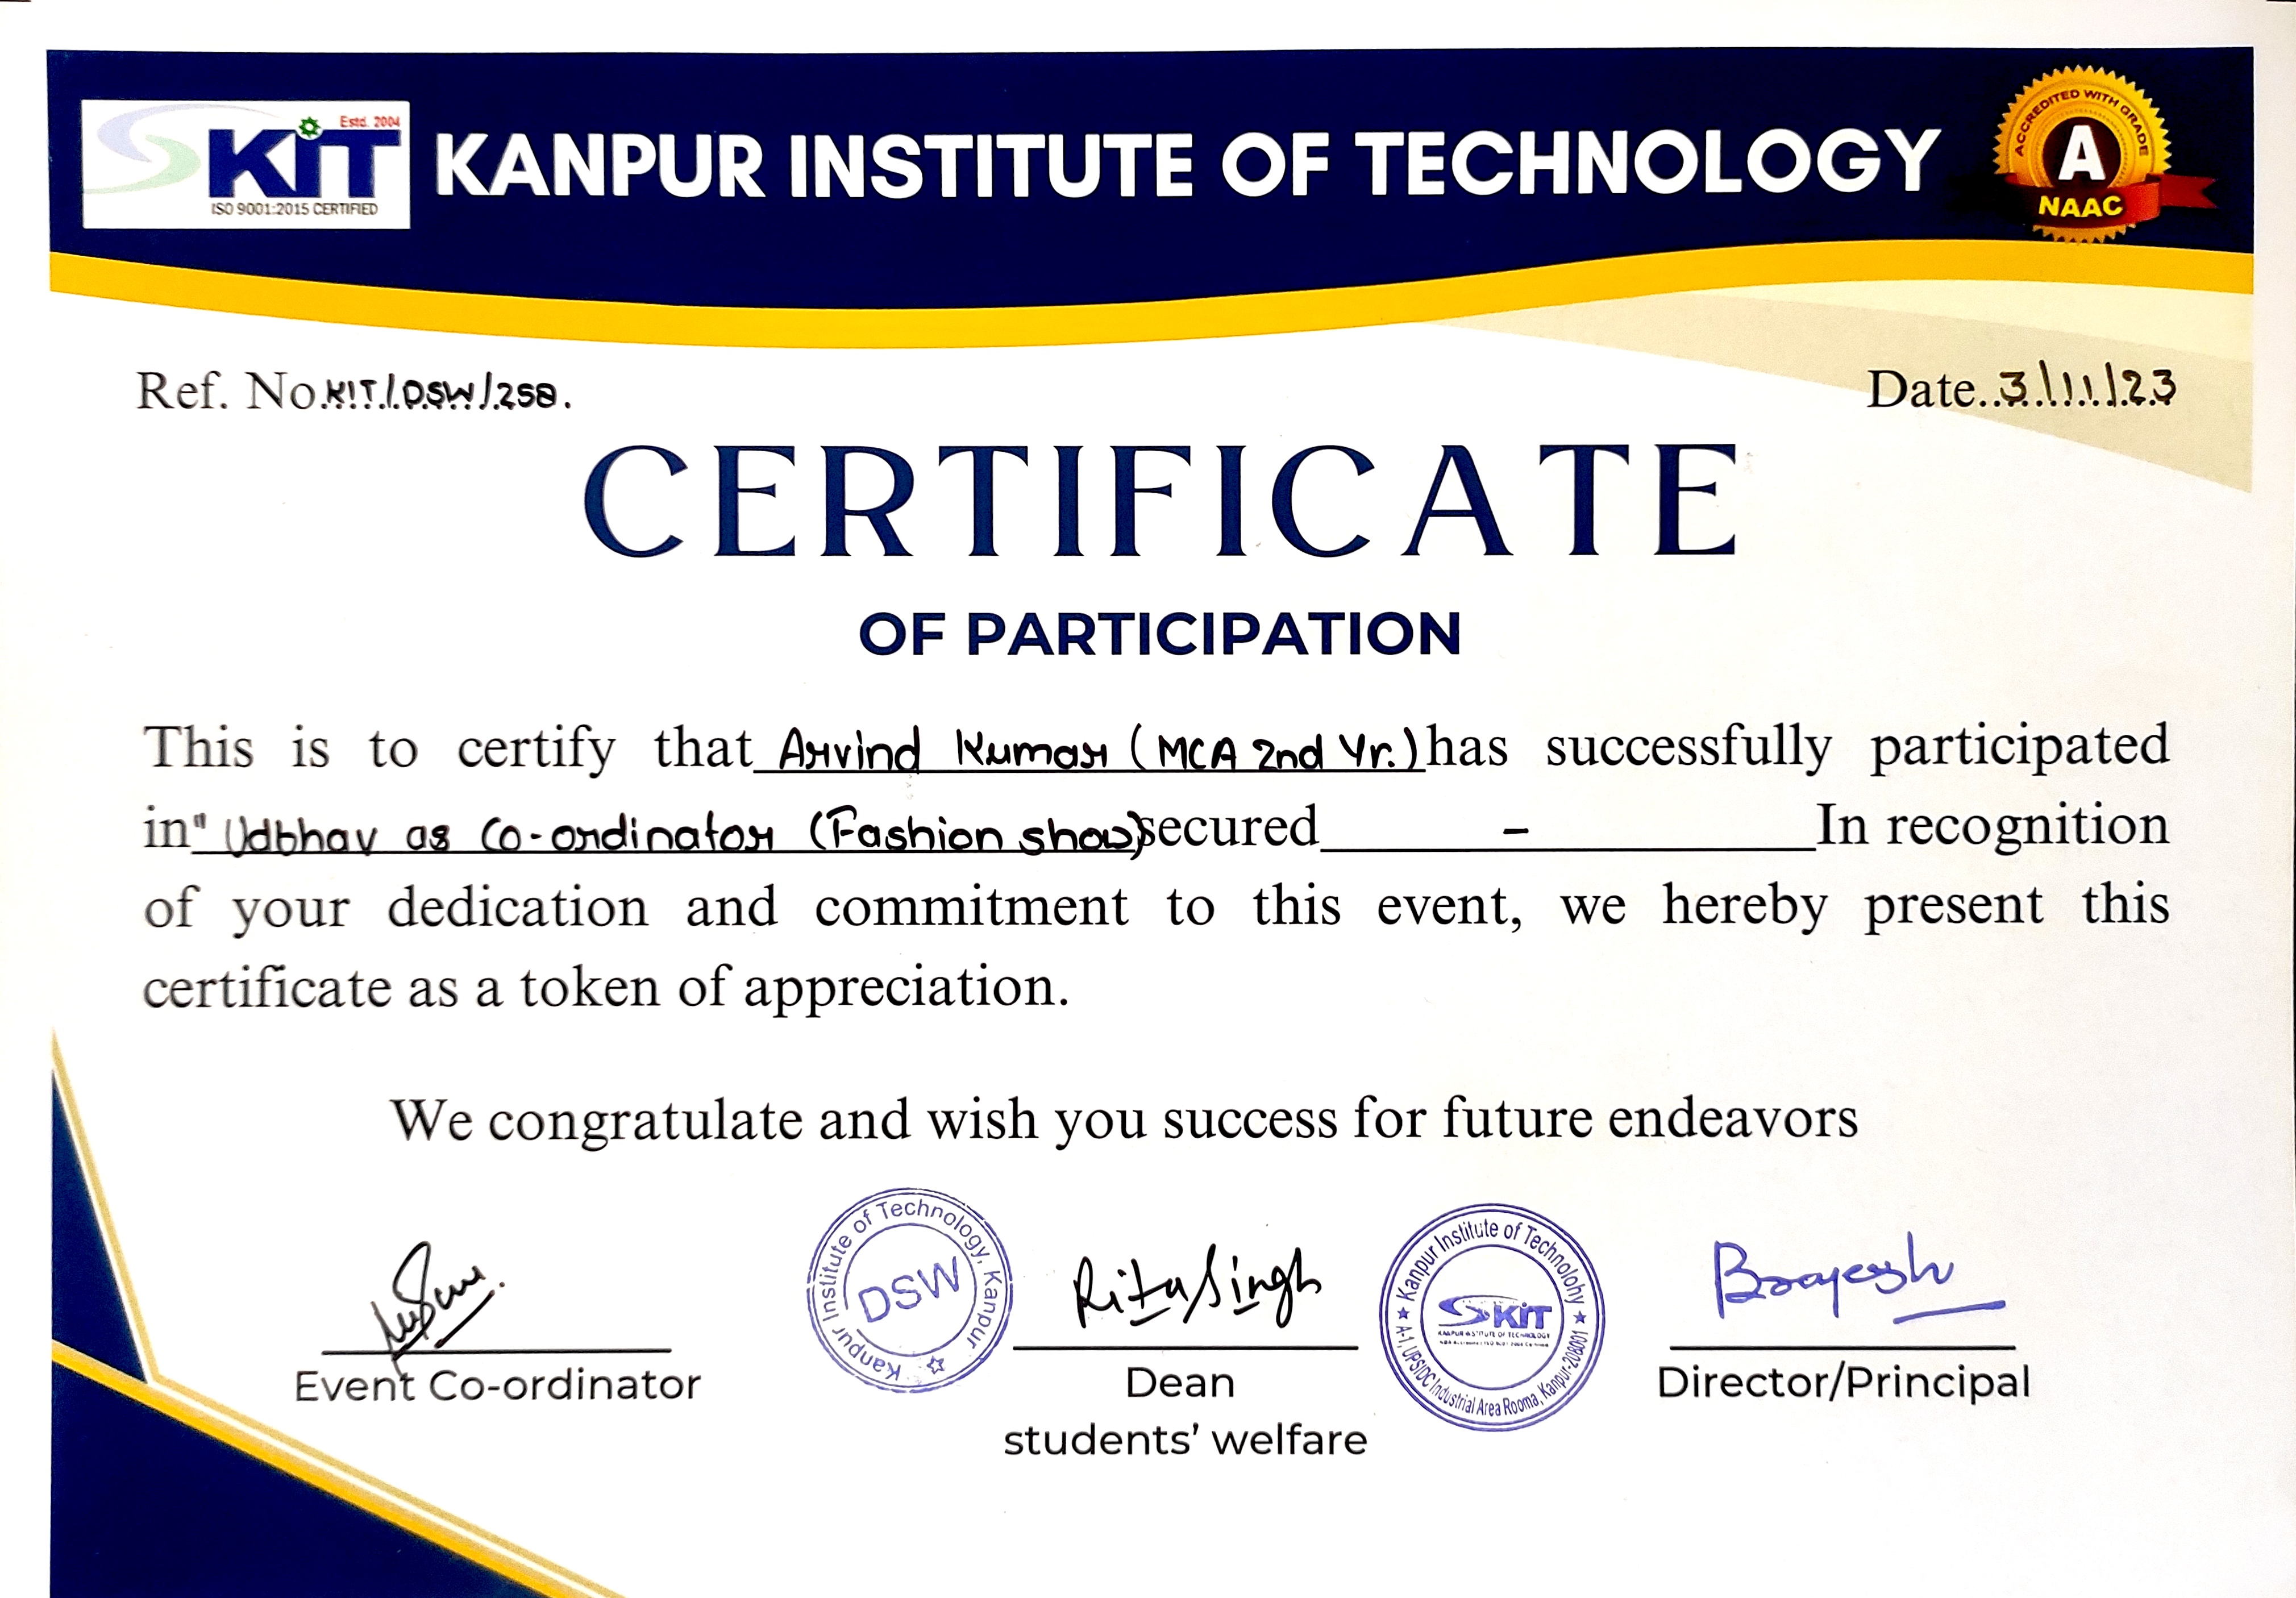 Estd. 2004
KIT
ISO 9001:2015 CERTIFIED
KANPUR INSTITUTE OF TECHNOLOGY
ACCREDITED WITH GRADE
A
NAAC
Ref. No.KIT/DSW/258.
Date..3/11/23
CERTIFICATE
OF PARTICIPATION
This is to certify that Arvind Kumar (MCA 2nd Yr.) has successfully participated
in" Udbhav as Co-ordinator (Fashion show) secured - In recognition
of your dedication and commitment to this event, we hereby present this
certificate as a token of appreciation.
We congratulate and wish you success for future endeavors
Kanpur Institute of Technology, Kanpur
DSW
Rita Singh
Kanpur Institute of Technolohy
KIT
KANPUR INSTITUTE OF TECHNOLOGY
A-1, UPSIDC Industrial Area Rooma, Kanpur-208001
Brajesh
Event Co-ordinator
Dean
students' welfare
Director/Principal